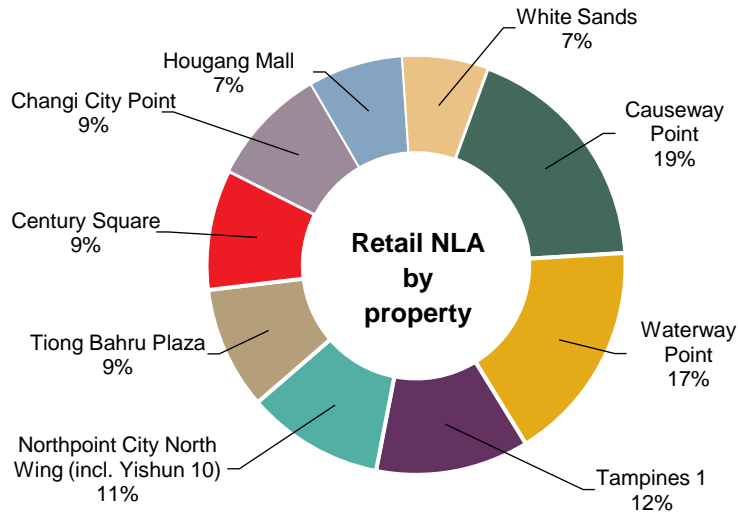 White Sands
7%
Causeway
Point
19%
Waterway
Point
17%
Tampines 1
12%
Northpoint City North
Wing (incl. Yishun 10)
11%
Tiong Bahru Plaza
9%
Century Square
9%
Changi City Point
9%
Hougang Mall
7%
Retail NLA
by
property